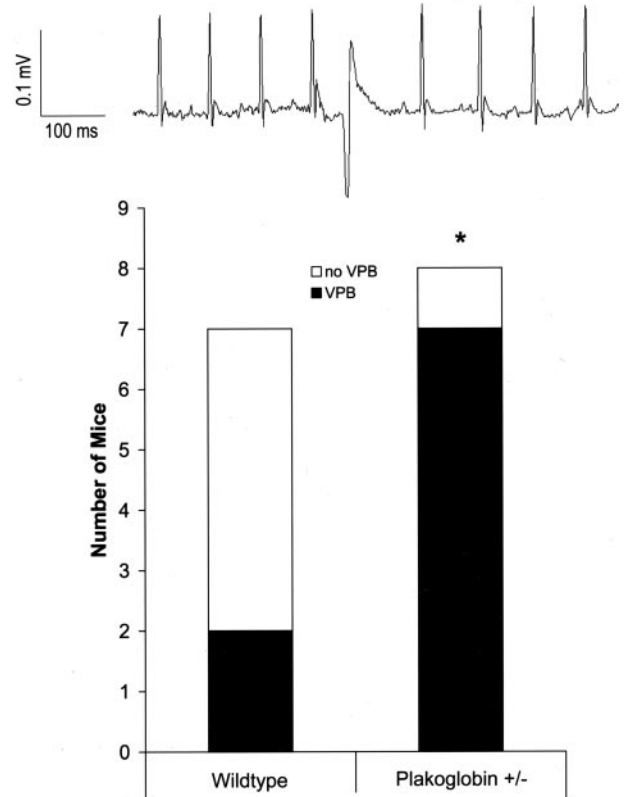 0.1 mV
100 ms
9
8
7
6
5
4
3
2
1
0
Number of Mice
*
no VPB
VPB
Wildtype
Plakoglobin +/-